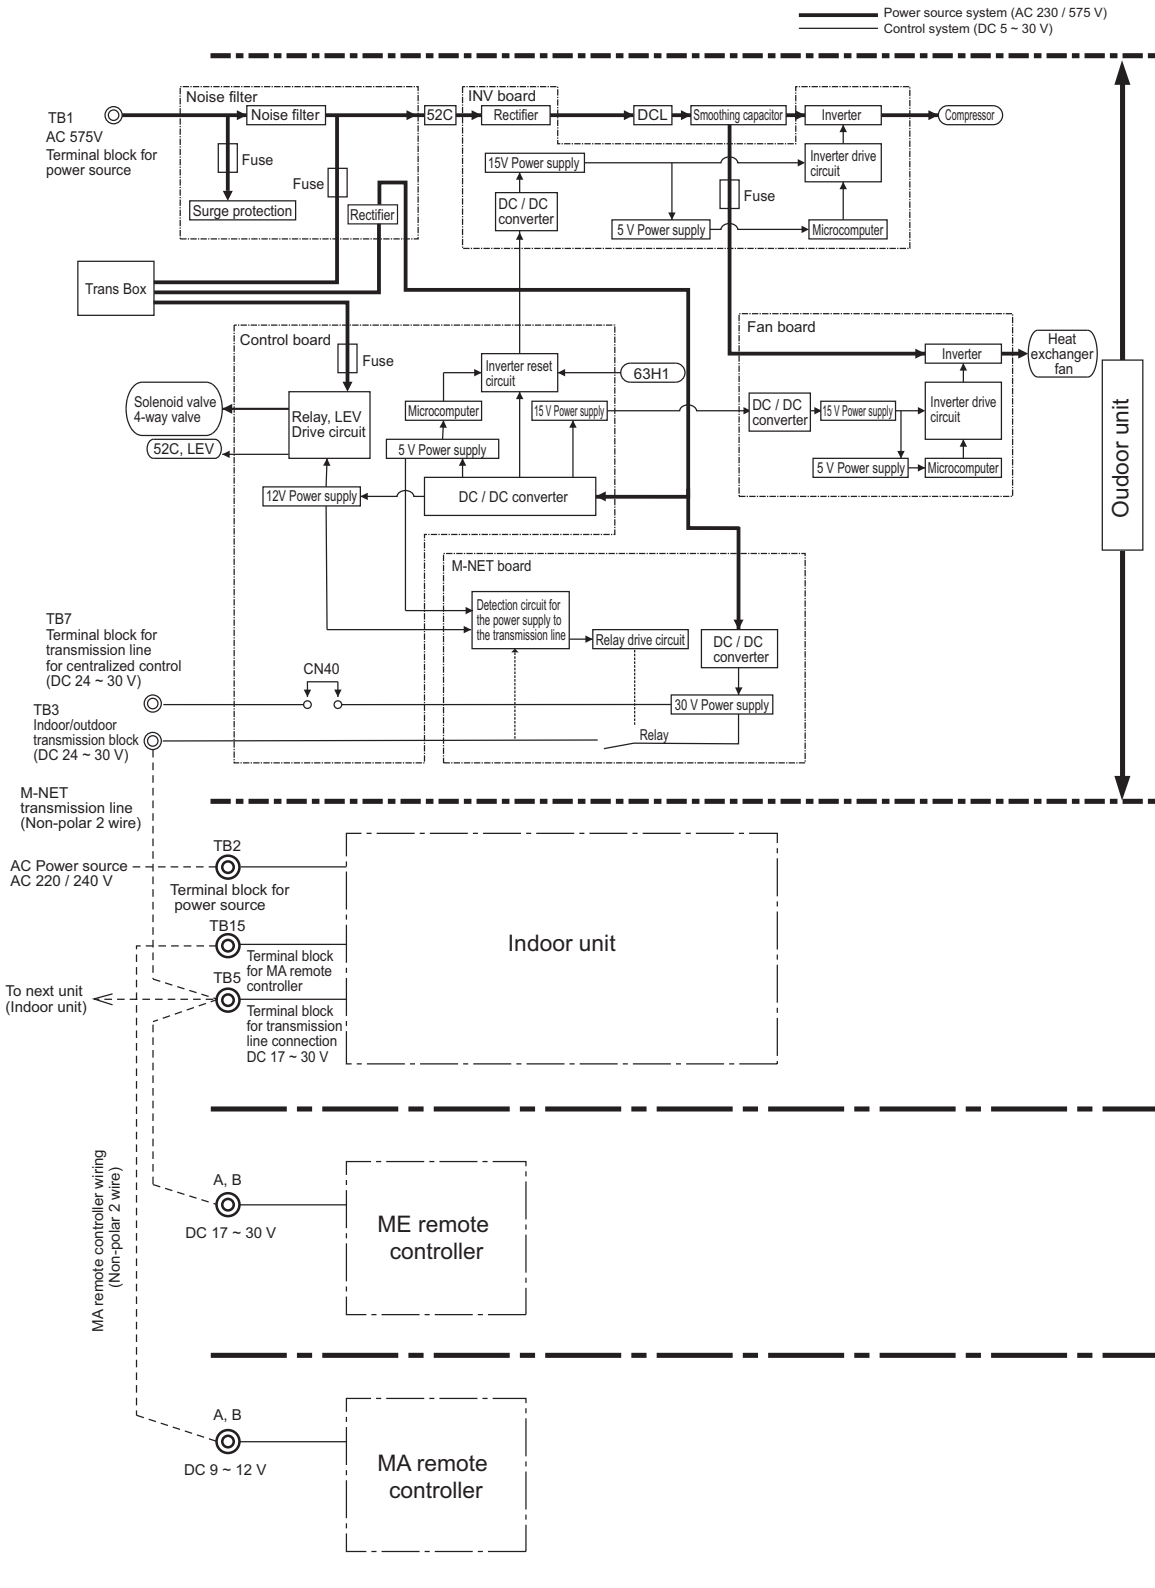 Power source system (AC 230 / 575 V)
Control system (DC 5 ~ 30 V)
Noise filter
INV board
TB1
AC 575V
Terminal block for
power source
Noise filter
52C
Rectifier
DCL
Smoothing capacitor
Inverter
Compressor
Fuse
Fuse
Surge protection
Rectifier
15V Power supply
DC / DC
converter
5 V Power supply
Fuse
Inverter drive
circuit
Microcomputer
Trans Box
Control board
Fuse
Inverter reset
circuit
63H1
Solenoid valve
4-way valve
52C, LEV
Relay, LEV
Drive circuit
Microcomputer
15 V Power supply
5 V Power supply
12V Power supply
DC / DC converter
Fan board
Inverter
Heat
exchanger
fan
DC / DC
converter
15 V Power supply
Inverter drive
circuit
5 V Power supply
Microcomputer
Oudoor unit
M-NET board
Detection circuit for
the power supply to
the transmission line
Relay drive circuit
DC / DC
converter
30 V Power supply
Relay
TB7
Terminal block for
transmission line
for centralized control
(DC 24 ~ 30 V)
CN40
TB3
Indoor/outdoor
transmission block
(DC 24 ~ 30 V)
M-NET
transmission line
(Non-polar 2 wire)
AC Power source
AC 220 / 240 V
TB2
Terminal block for
power source
TB15
Terminal block
for MA remote
controller
TB5
Terminal block
for transmission
line connection
DC 17 ~ 30 V
To next unit
(Indoor unit)
Indoor unit
MA remote controller wiring
(Non-polar 2 wire)
A, B
DC 17 ~ 30 V
ME remote
controller
A, B
DC 9 ~ 12 V
MA remote
controller